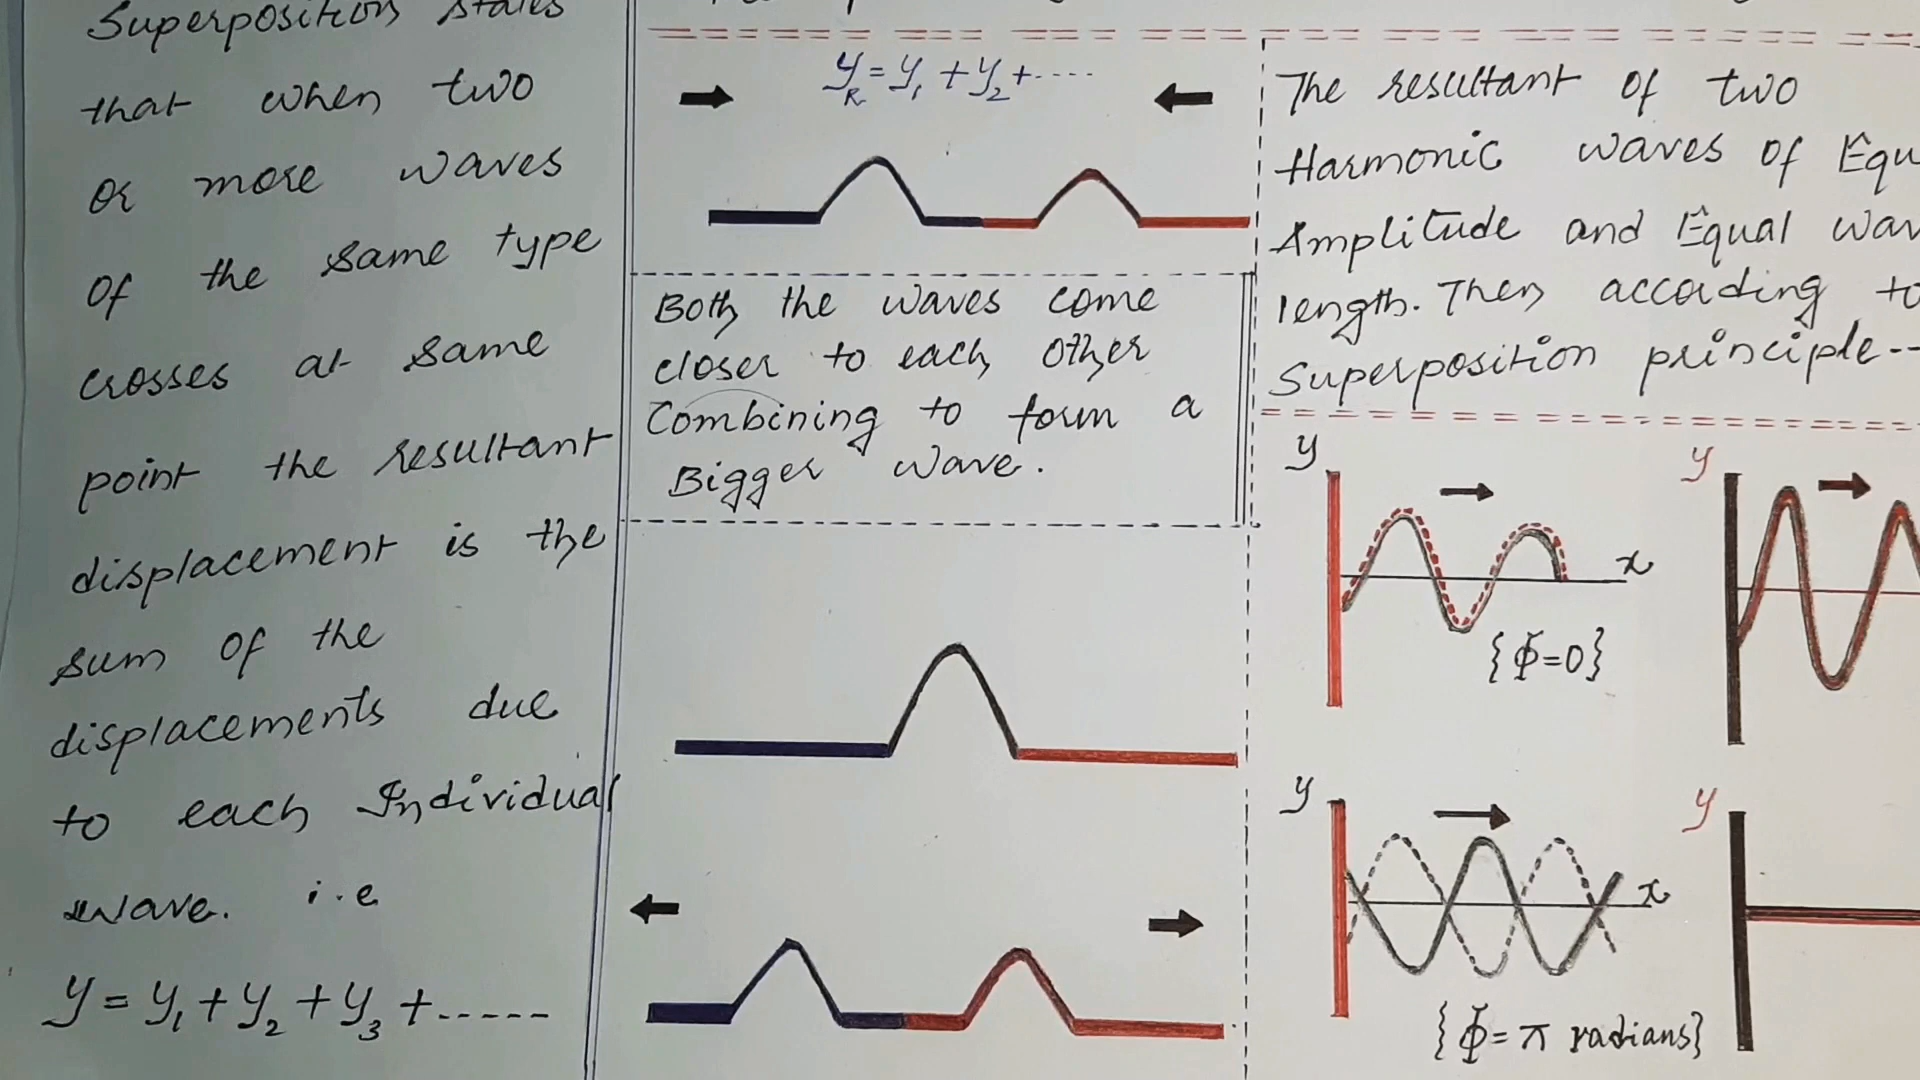 Superposition states
that when two
or more waves
of the same type
crosses at same
point the resultant
displacement is the
sum of the
displacements due
to each Individual
wave. i.e
y = y₁ + y₂ + y₃ + -----
y_R = y₁ + y₂ + ----
Both the waves come
closer to each other
Combining to form a
Bigger wave.
The resultant of two
Harmonic waves of Equ
Amplitude and Equal wav
length. Then according to
Superposition principle--
y
x
{Φ=0}
y
y
x
{Φ=π radians}
y